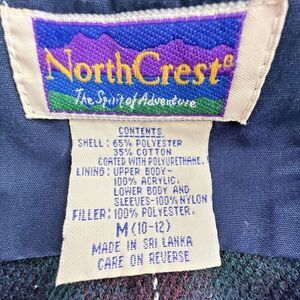 NorthCrest®
The Spirit of Adventure
CONTENTS
SHELL: 65% POLYESTER
35% COTTON
COATED WITH POLYURETHANE.
LINING: UPPER BODY-
100% ACRYLIC.
LOWER BODY AND
SLEEVES-100% NYLON
FILLER: 100% POLYESTER.
M (10-12)
MADE IN SRI LANKA
CARE ON REVERSE